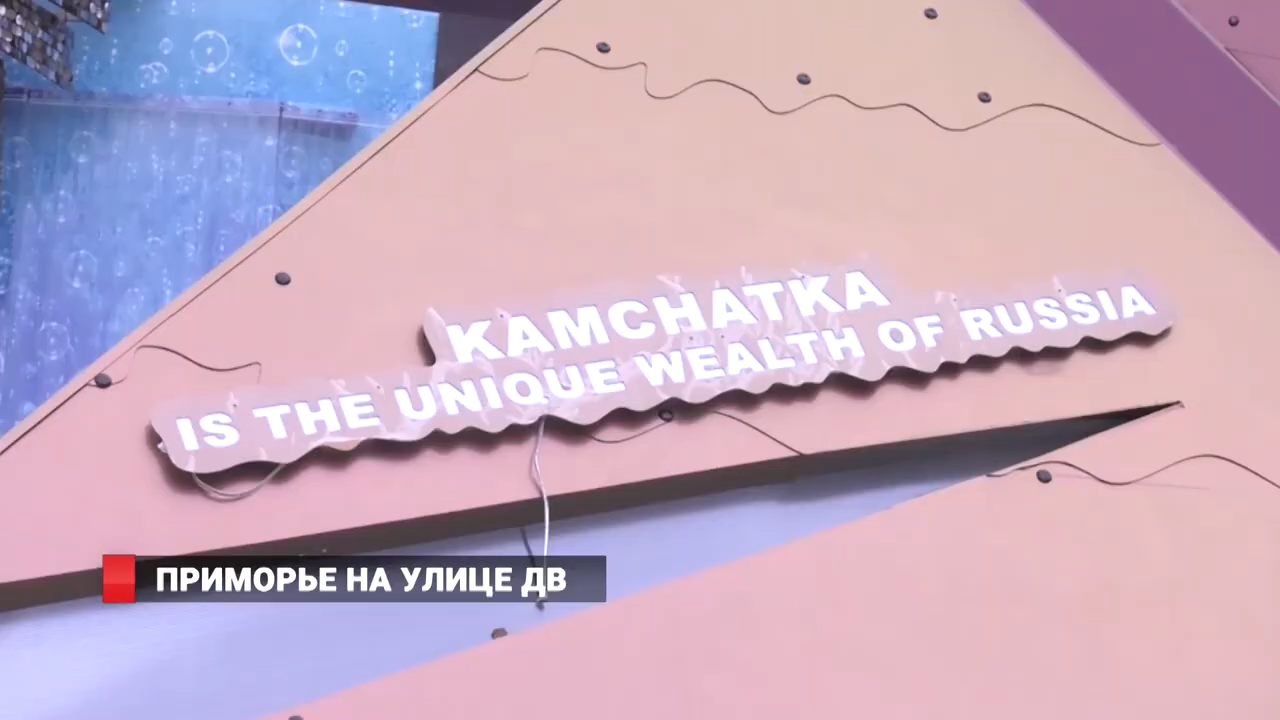 KAMCHATKA
IS THE UNIQUE WEALTH OF RUSSIA
ПРИМОРЬЕ НА УЛИЦЕ ДВ